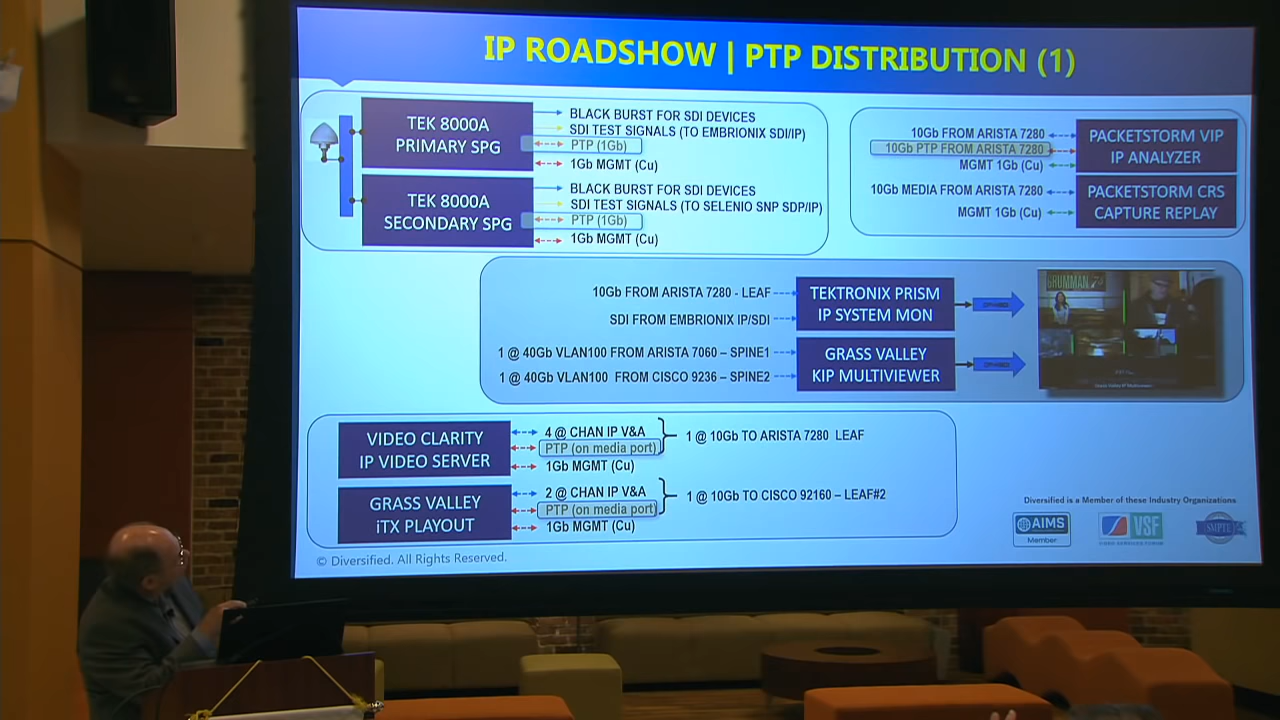 IP ROADSHOW | PTP DISTRIBUTION (1)
TEK 8000A
PRIMARY SPG
BLACK BURST FOR SDI DEVICES
SDI TEST SIGNALS (TO EMBRIONIX SDI/IP)
PTP (1Gb)
1Gb MGMT (Cu)
TEK 8000A
SECONDARY SPG
BLACK BURST FOR SDI DEVICES
SDI TEST SIGNALS (TO SELENIO SNP SDP/IP)
PTP (1Gb)
1Gb MGMT (Cu)
10Gb FROM ARISTA 7280
10Gb PTP FROM ARISTA 7280
MGMT 1Gb (Cu)
PACKETSTORM VIP
IP ANALYZER
10Gb MEDIA FROM ARISTA 7280
MGMT 1Gb (Cu)
PACKETSTORM CRS
CAPTURE REPLAY
10Gb FROM ARISTA 7280 - LEAF
SDI FROM EMBRIONIX IP/SDI
TEKTRONIX PRISM
IP SYSTEM MON
1 @ 40Gb VLAN100 FROM ARISTA 7060 – SPINE1
1 @ 40Gb VLAN100 FROM CISCO 9236 – SPINE2
GRASS VALLEY
KIP MULTIVIEWER
GRUMMAN
VIDEO CLARITY
IP VIDEO SERVER
4 @ CHAN IP V&A
PTP (on media port)
1Gb MGMT (Cu)
1 @ 10Gb TO ARISTA 7280 LEAF
GRASS VALLEY
iTX PLAYOUT
2 @ CHAN IP V&A
PTP (on media port)
1Gb MGMT (Cu)
1 @ 10Gb TO CISCO 92160 – LEAF#2
Diversified is a Member of these Industry Organizations
AIMS
Member
VSF
VIDEO SERVICES FORUM
SMPTE
© Diversified. All Rights Reserved.